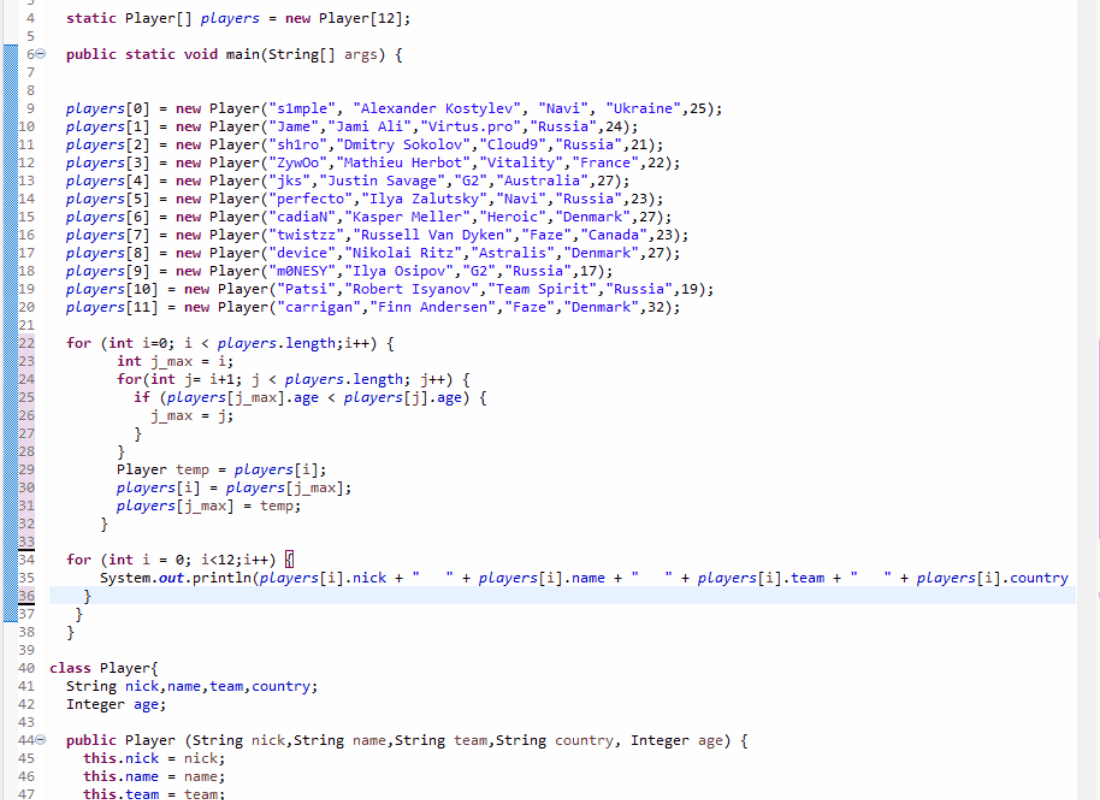 4 static Player[] players = new Player[12];
5
6 public static void main(String[] args) {
7
8
9 players[0] = new Player("s1mple", "Alexander Kostylev", "Navi", "Ukraine",25);
10 players[1] = new Player("Jame","Jami Ali","Virtus.pro","Russia",24);
11 players[2] = new Player("sh1ro","Dmitry Sokolov","Cloud9","Russia",21);
12 players[3] = new Player("ZywOo","Mathieu Herbot","Vitality","France",22);
13 players[4] = new Player("jks","Justin Savage","G2","Australia",27);
14 players[5] = new Player("perfecto","Ilya Zalutsky","Navi","Russia",23);
15 players[6] = new Player("cadiaN","Kasper Meller","Heroic","Denmark",27);
16 players[7] = new Player("twistzz","Russell Van Dyken","Faze","Canada",23);
17 players[8] = new Player("device","Nikolai Ritz","Astralis","Denmark",27);
18 players[9] = new Player("m0NESY","Ilya Osipov","G2","Russia",17);
19 players[10] = new Player("Patsi","Robert Isyanov","Team Spirit","Russia",19);
20 players[11] = new Player("carrigan","Finn Andersen","Faze","Denmark",32);
21
22 for (int i=0; i < players.length;i++) {
23 int j_max = i;
24 for(int j= i+1; j < players.length; j++) {
25 if (players[j_max].age < players[j].age) {
26 j_max = j;
27 }
28 }
29 Player temp = players[i];
30 players[i] = players[j_max];
31 players[j_max] = temp;
32 }
33
34 for (int i = 0; i<12;i++) {
35 System.out.println(players[i].nick + "   " + players[i].name + "   " + players[i].team + "   " + players[i].country
36 }
37 }
38 }
39
40 class Player{
41 String nick,name,team,country;
42 Integer age;
43
44 public Player (String nick,String name,String team,String country, Integer age) {
45 this.nick = nick;
46 this.name = name;
47 this.team = team;